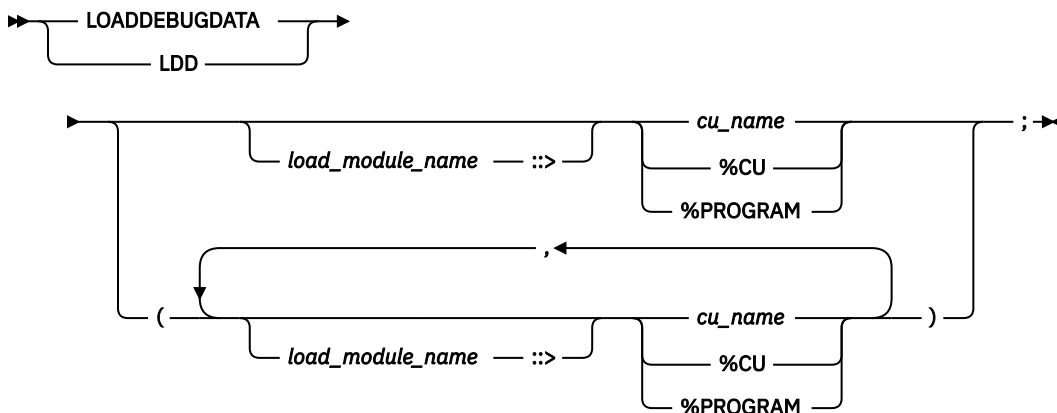 LOADDEBUGDATA
LDD
cu_name ;
load_module_name ::>
%CU
%PROGRAM
,
( cu_name )
load_module_name ::>
%CU
%PROGRAM